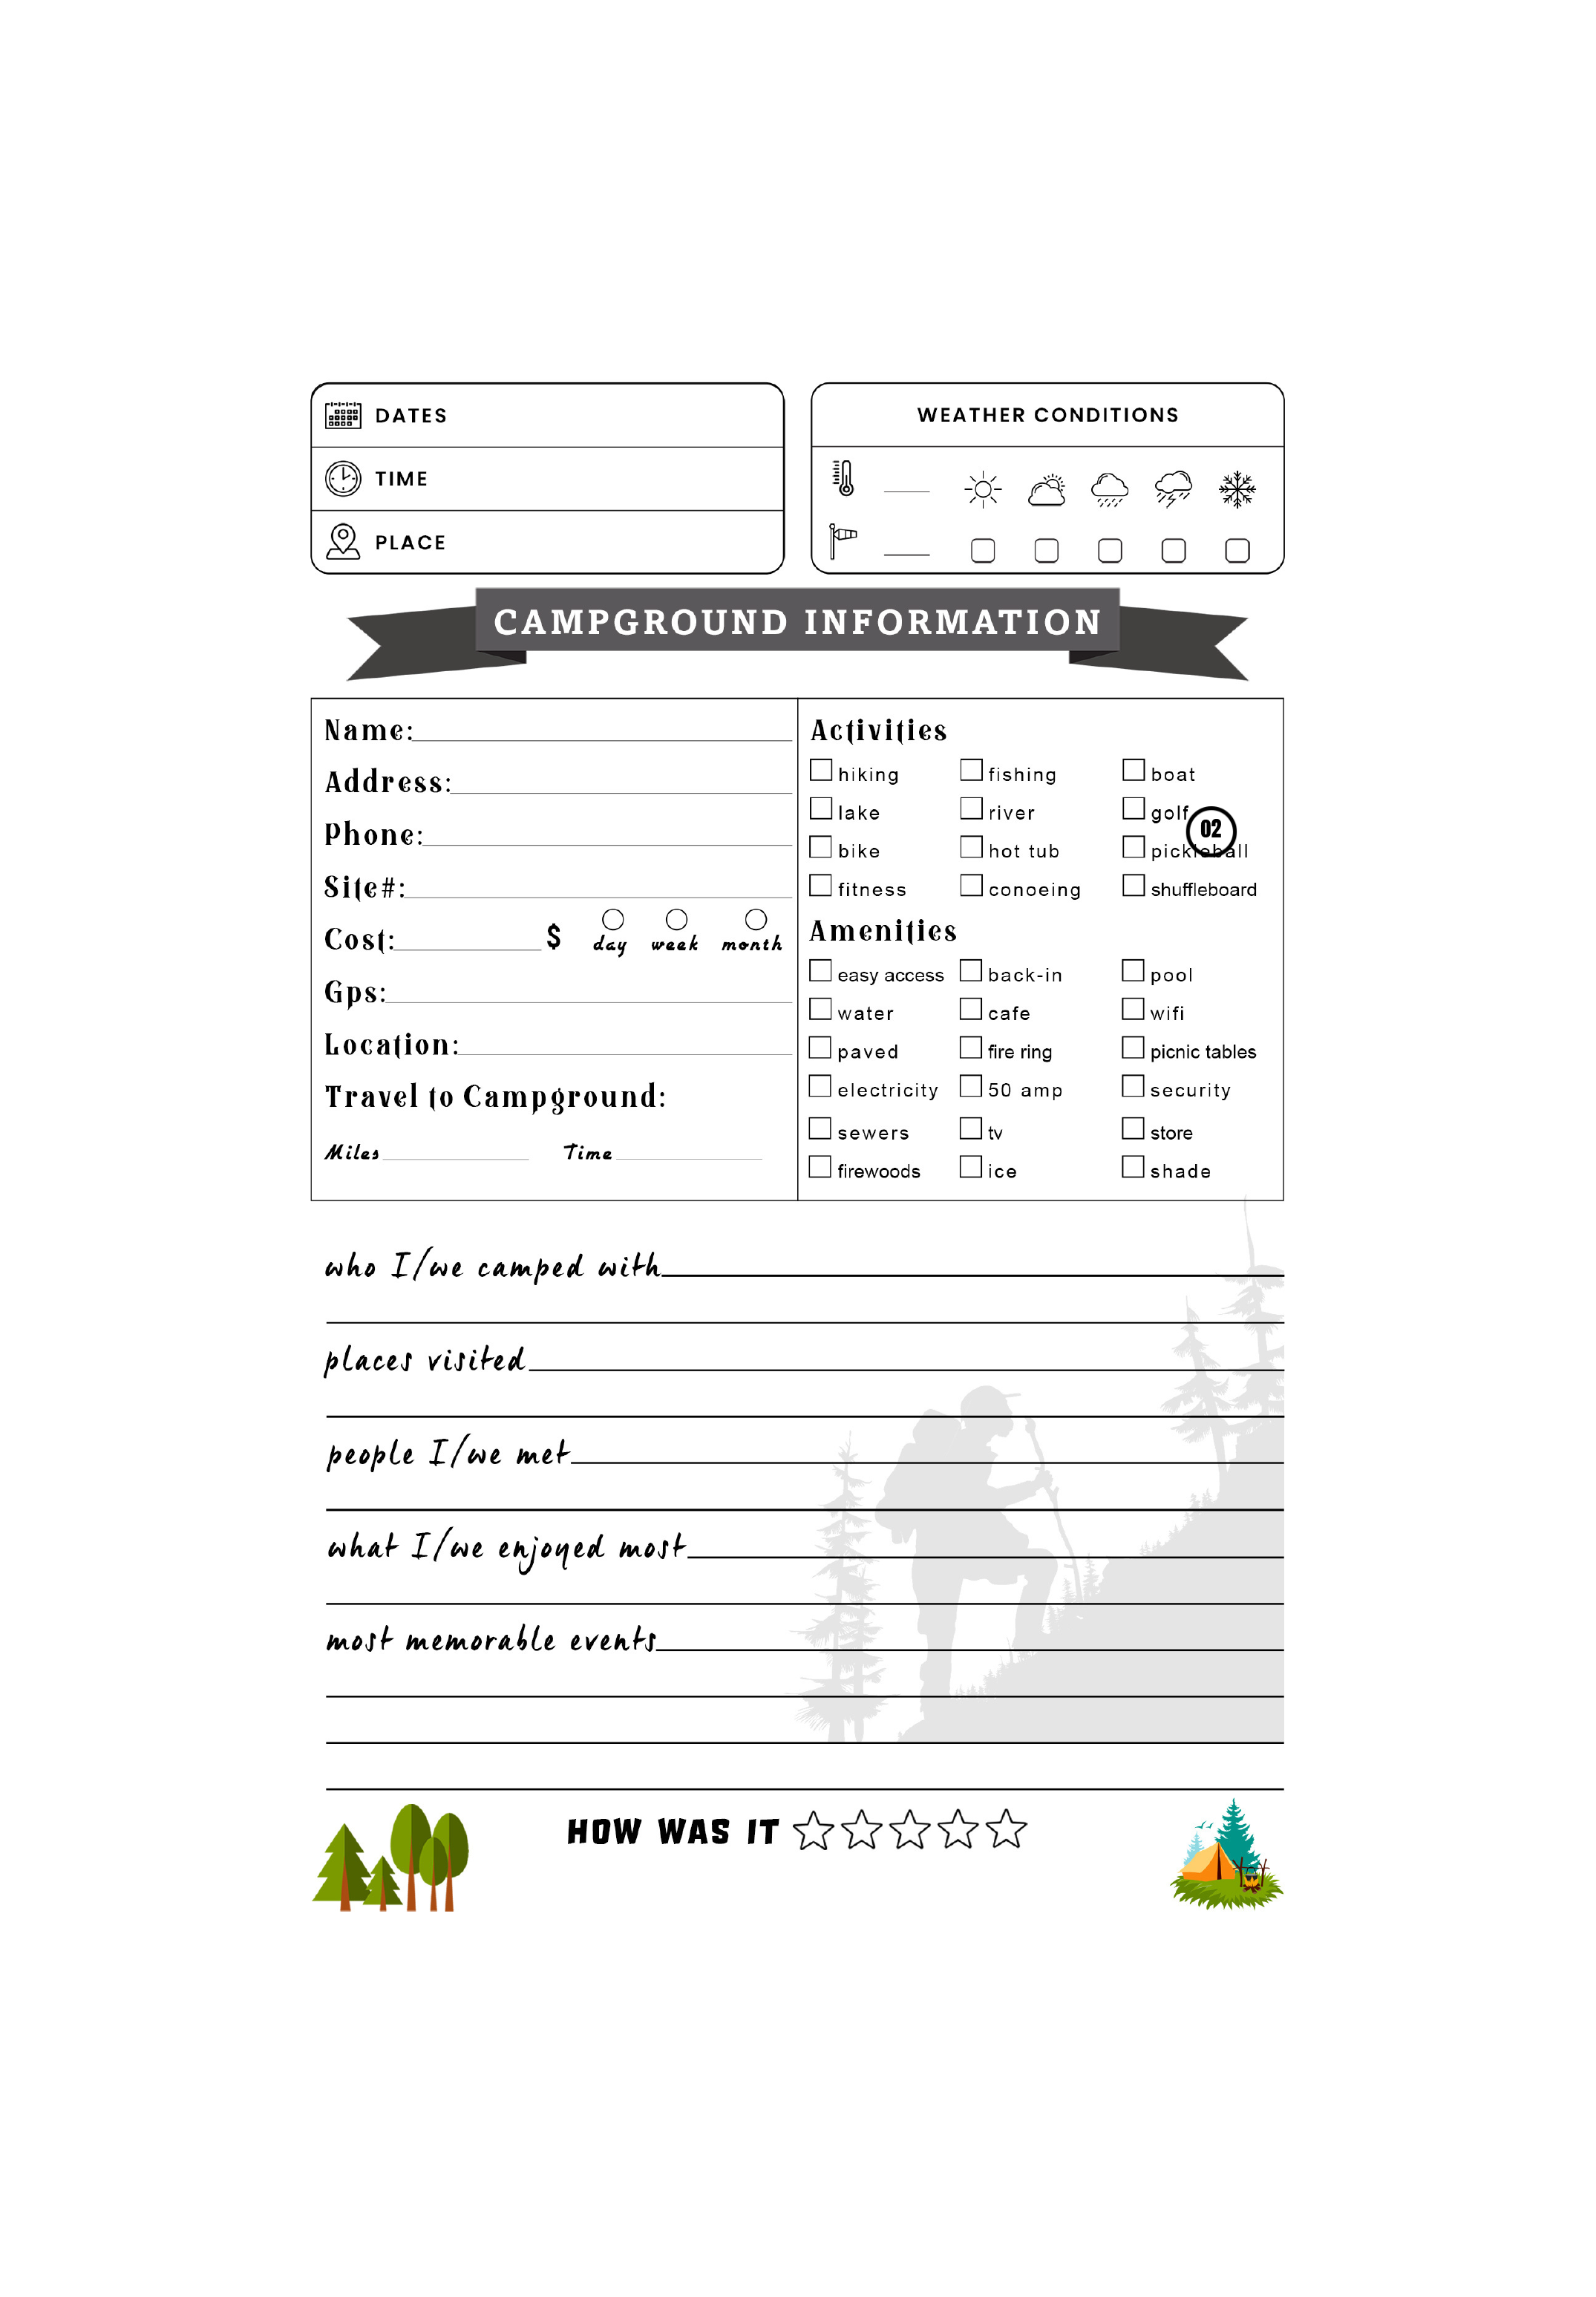 DATES
TIME
PLACE
WEATHER CONDITIONS
CAMPGROUND INFORMATION
Name:
Address:
Phone:
Site#:
Cost: $ day week month
Gps:
Location:
Travel to Campground:
Miles Time
Activities
hiking fishing boat
lake river golf
02
bike hot tub pickleball
fitness conoeing shuffleboard
Amenities
easy access back-in pool
water cafe wifi
paved fire ring picnic tables
electricity 50 amp security
sewers tv store
firewoods ice shade
who I/we camped with
places visited
people I/we met
what I/we enjoyed most
most memorable events
HOW WAS IT